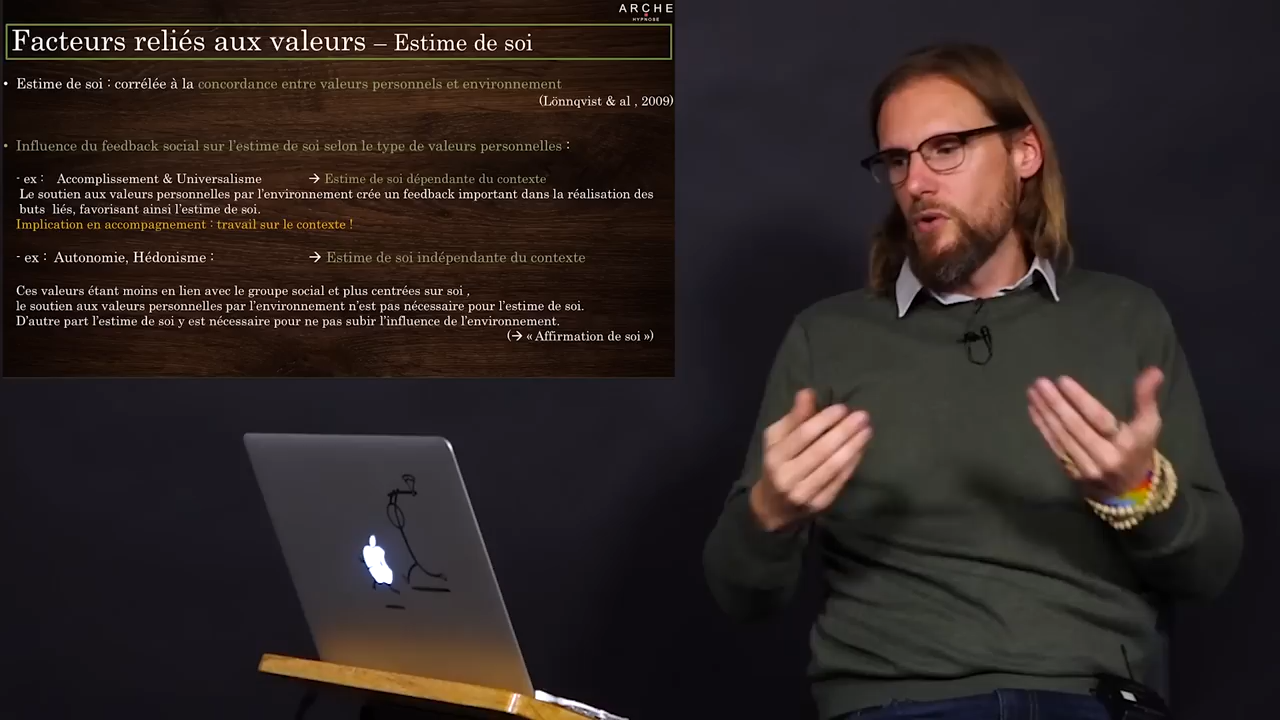 ARCHE
HYPNOSE
Facteurs reliés aux valeurs – Estime de soi
• Estime de soi : corrélée à la concordance entre valeurs personnels et environnement
(Lönnqvist & al , 2009)
• Influence du feedback social sur l'estime de soi selon le type de valeurs personnelles :
- ex : Accomplissement & Universalisme → Estime de soi dépendante du contexte
Le soutien aux valeurs personnelles par l'environnement crée un feedback important dans la réalisation des
buts liés, favorisant ainsi l'estime de soi.
Implication en accompagnement : travail sur le contexte !
- ex : Autonomie, Hédonisme : → Estime de soi indépendante du contexte
Ces valeurs étant moins en lien avec le groupe social et plus centrées sur soi ,
le soutien aux valeurs personnelles par l'environnement n'est pas nécessaire pour l'estime de soi.
D'autre part l'estime de soi y est nécessaire pour ne pas subir l'influence de l'environnement.
(→ « Affirmation de soi »)